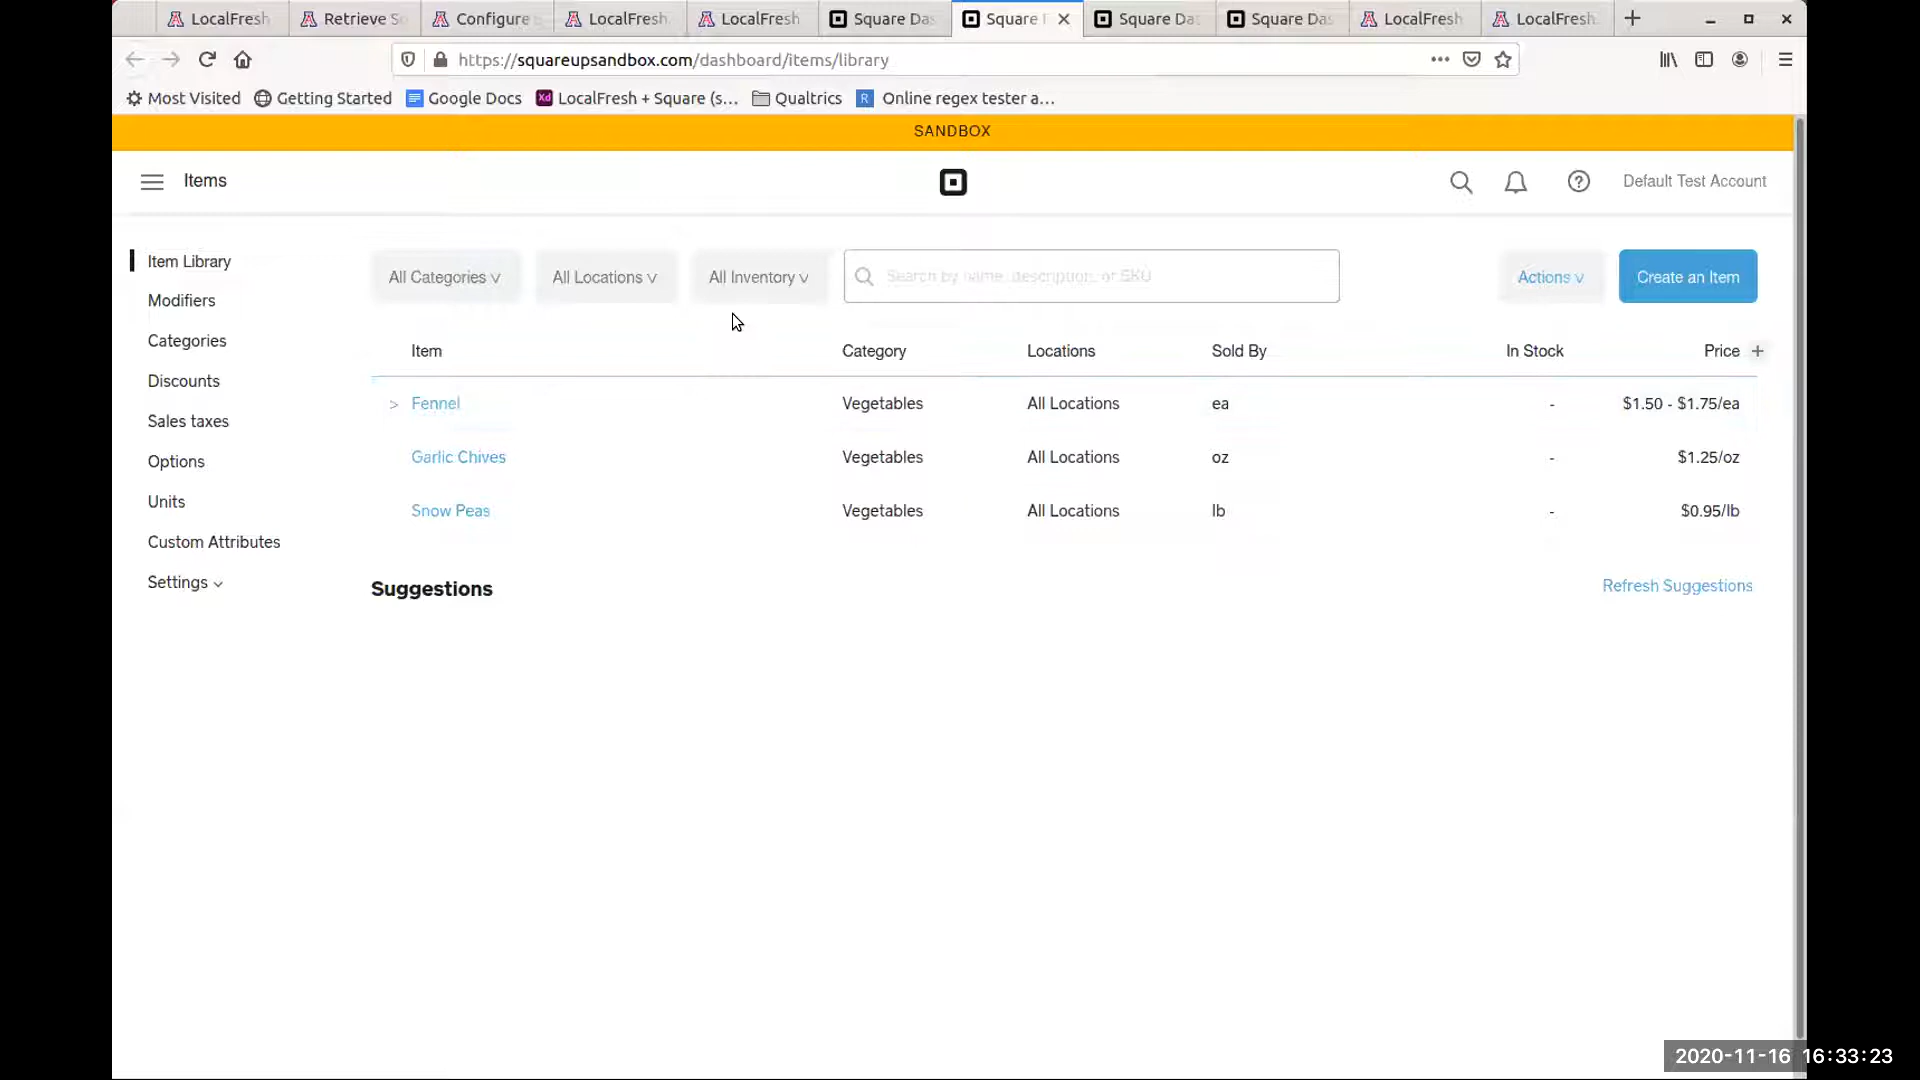 LocalFresh Retrieve S Configure LocalFresh LocalFresh Square Das Square Square Da Square Das LocalFresh LocalFresh
https://squareupsandbox.com/dashboard/items/library
Most Visited Getting Started Google Docs LocalFresh + Square (s... Qualtrics Online regex tester a...
SANDBOX
Items Default Test Account
Item Library
Modifiers
Categories
Discounts
Sales taxes
Options
Units
Custom Attributes
Settings
All Categories All Locations All Inventory Search by name, description, or SKU Actions Create an Item
Item Category Locations Sold By In Stock Price +
> Fennel Vegetables All Locations ea - $1.50 - $1.75/ea
Garlic Chives Vegetables All Locations oz - $1.25/oz
Snow Peas Vegetables All Locations lb - $0.95/lb
Suggestions Refresh Suggestions
2020-11-16 16:33:23